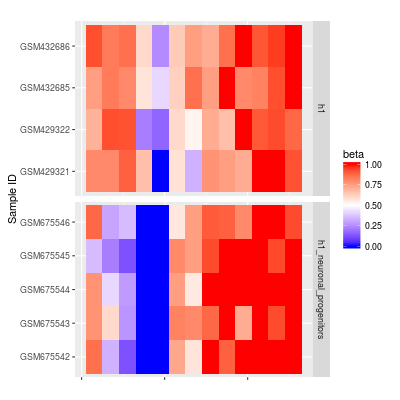 GSM432686
GSM432685
GSM429322
GSM429321
h1
GSM675546
GSM675545
GSM675544
GSM675543
GSM675542
h1_neuronal_progenitors
Sample ID
beta
1.00
0.75
0.50
0.25
0.00